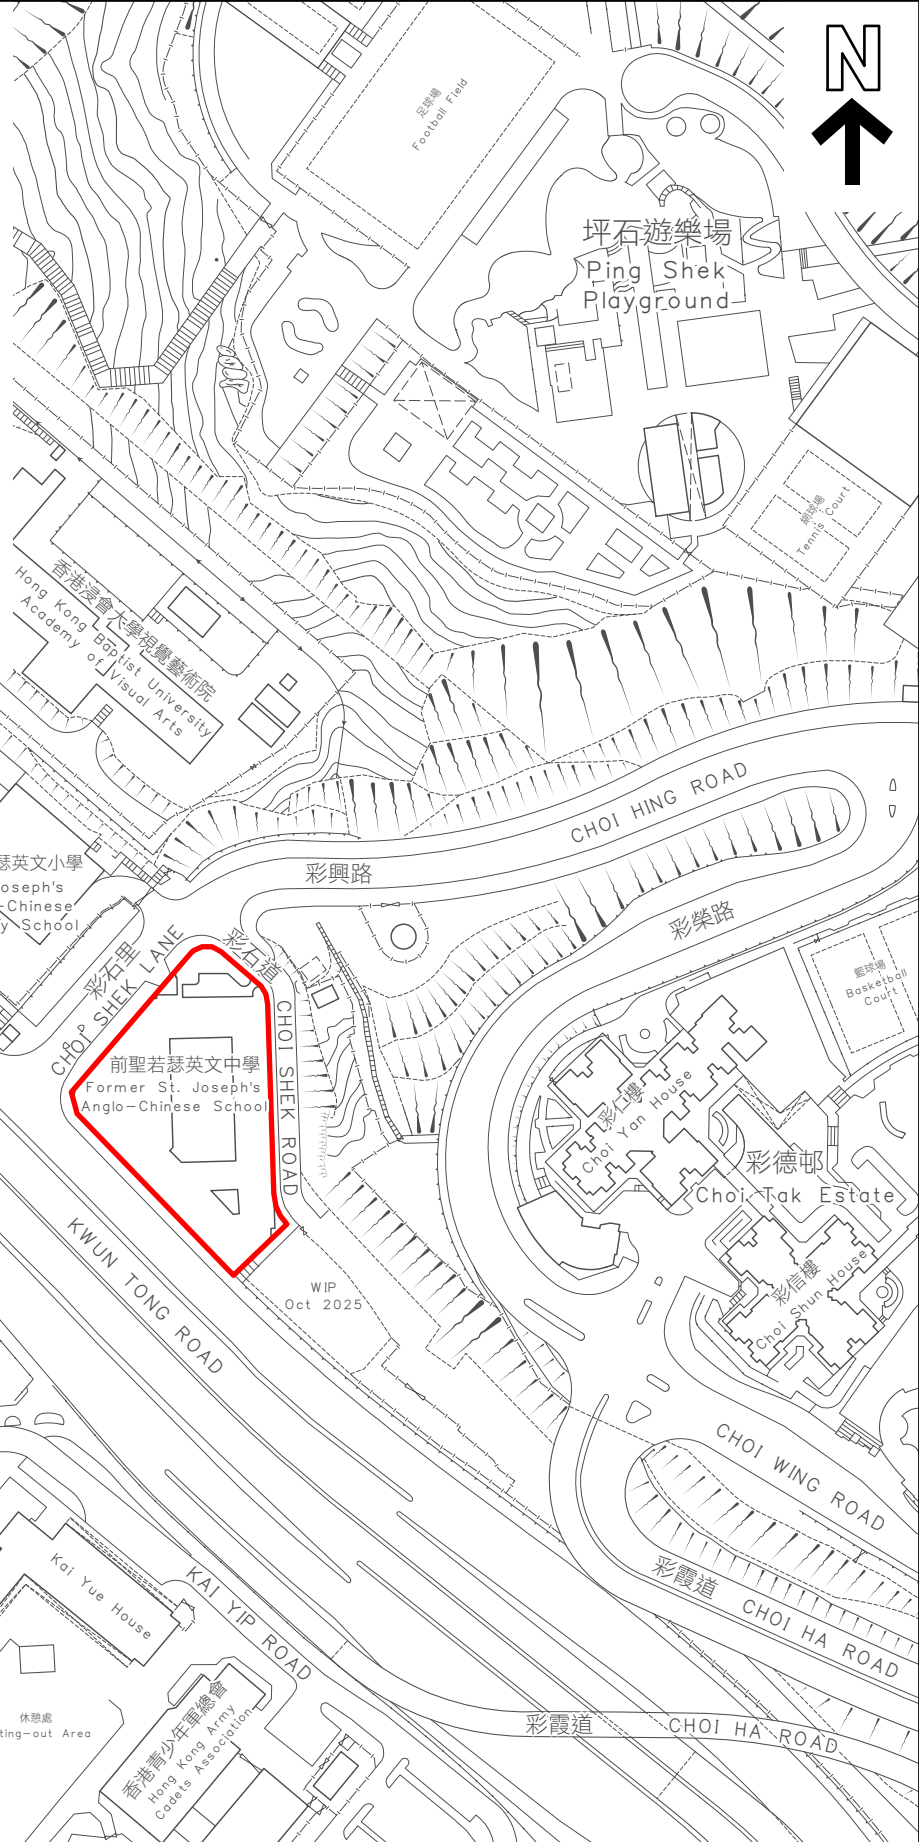 N
足球場
Football Field
坪石遊樂場
Ping Shek
Playground
網球場
Tennis Court
香港浸會大學視覺藝術院
Hong Kong Baptist University
Academy of Visual Arts
CHOI HING ROAD
彩興路
瑟英文小學
oseph's
-Chinese
y School
彩榮路
彩石里
CHOI SHEK LANE
彩石道
CHOI SHEK ROAD
籃球場
Basketball
Court
前聖若瑟英文中學
Former St. Joseph's
Anglo-Chinese School
彩仁樓
Choi Yan House
彩德邨
Choi Tak Estate
KWUN TONG ROAD
WIP
Oct 2025
彩信樓
Choi Shun House
CHOI WING ROAD
Kai Yue House
KAI YIP ROAD
彩霞道
CHOI HA ROAD
休憩處
ting-out Area
香港青少年軍總會
Hong Kong Army
Cadets Association
彩霞道
CHOI HA ROAD